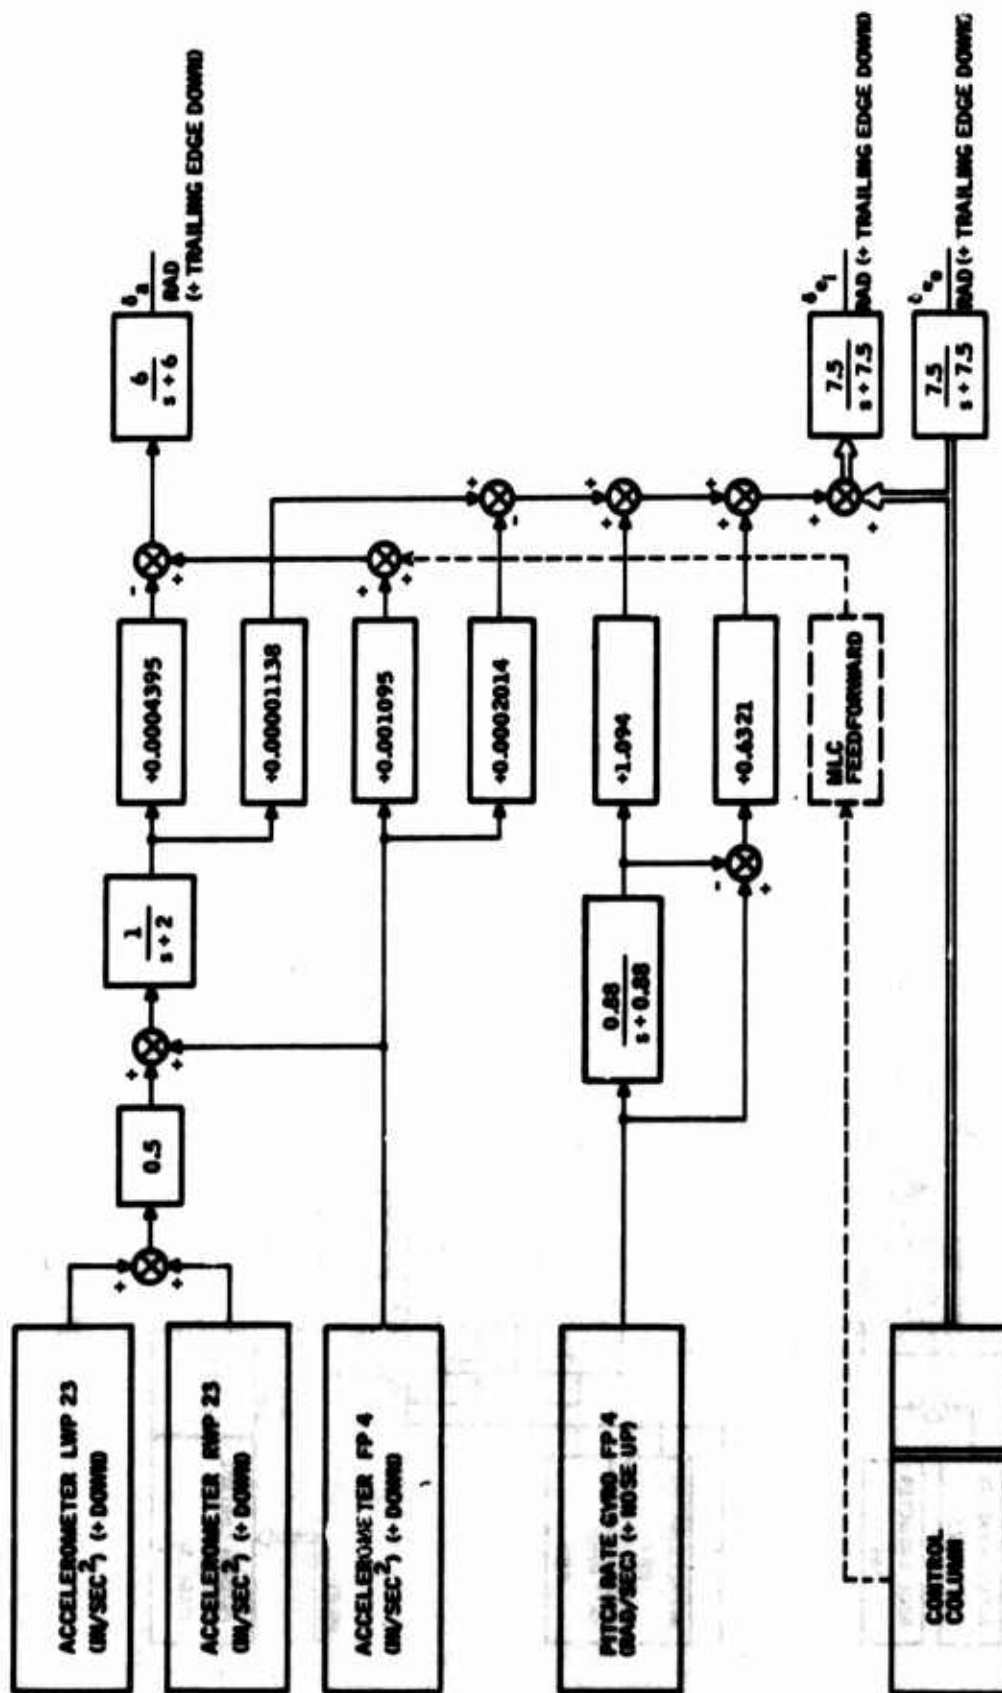 ACCELEROMETER LWP 23
(IN/SEC²) (+ DOWN)
ACCELEROMETER RWP 23
(IN/SEC²) (+ DOWN)
ACCELEROMETER FP 4
(IN/SEC²) (+ DOWN)
PITCH RATE GYRO FP 4
(RAD/SEC) (+ NOSE UP)
CONTROL
COLUMN
+
+
0.5
+
+
1
s + 2
0.88
s + 0.88
-
+
+0.0004395
+0.00001138
+0.001095
+0.0002014
+1.094
+0.6321
MLC
FEEDFORWARD
-
+
+
+
+
-
+
+
+
+
+
+
6
s + 6
δa
RAD
(+ TRAILING EDGE DOWN)
7.5
s + 7.5
δei
RAD (+ TRAILING EDGE DOWN)
7.5
s + 7.5
δeo
RAD (+ TRAILING EDGE DOWN)